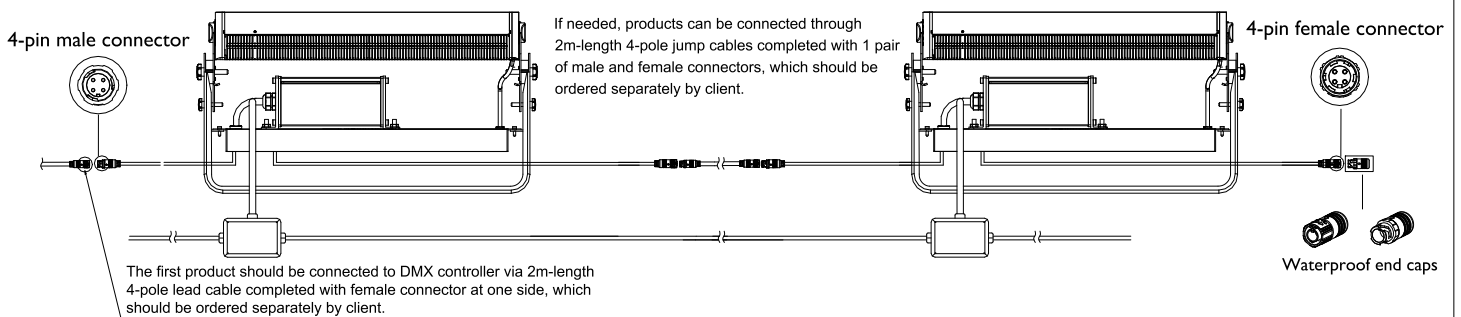 4-pin male connector
If needed, products can be connected through
2m-length 4-pole jump cables completed with 1 pair
of male and female connectors, which should be
ordered separately by client.
4-pin female connector
Waterproof end caps
The first product should be connected to DMX controller via 2m-length
4-pole lead cable completed with female connector at one side, which
should be ordered separately by client.